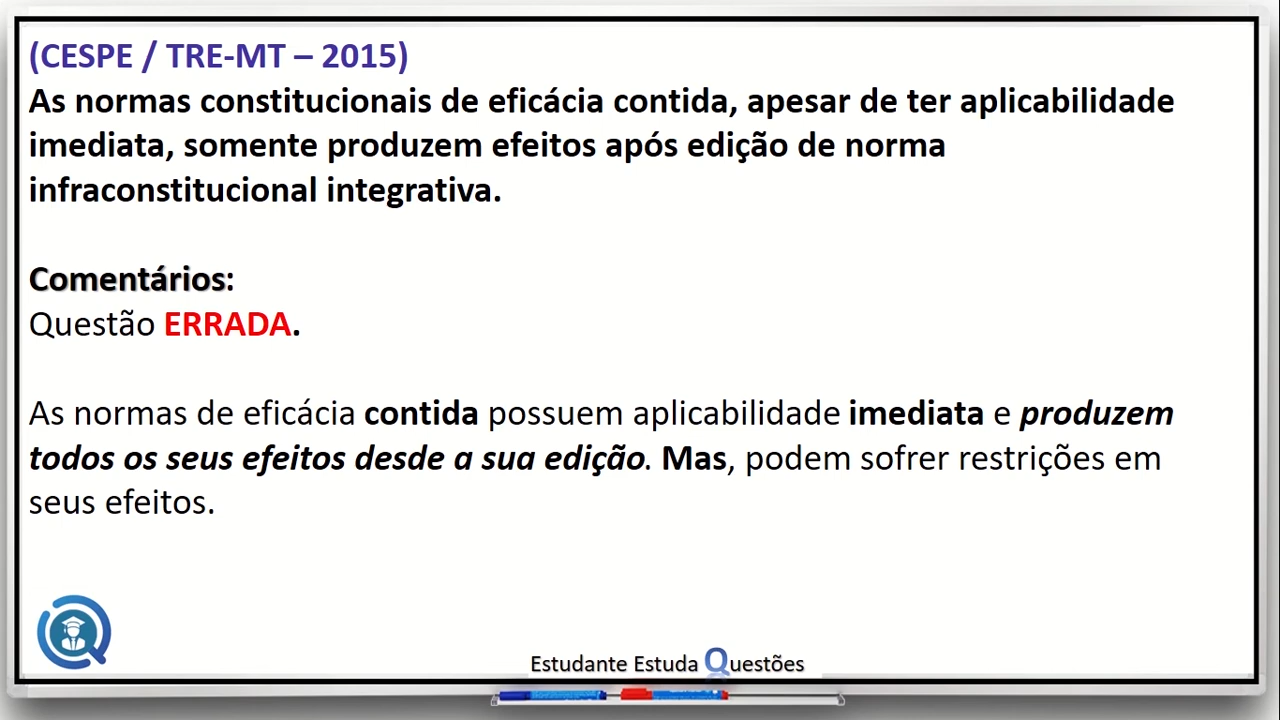 (CESPE / TRE-MT – 2015)
As normas constitucionais de eficácia contida, apesar de ter aplicabilidade
imediata, somente produzem efeitos após edição de norma
infraconstitucional integrativa.
Comentários:
Questão ERRADA.
As normas de eficácia contida possuem aplicabilidade imediata e produzem
todos os seus efeitos desde a sua edição. Mas, podem sofrer restrições em
seus efeitos.
Estudante Estuda Questões